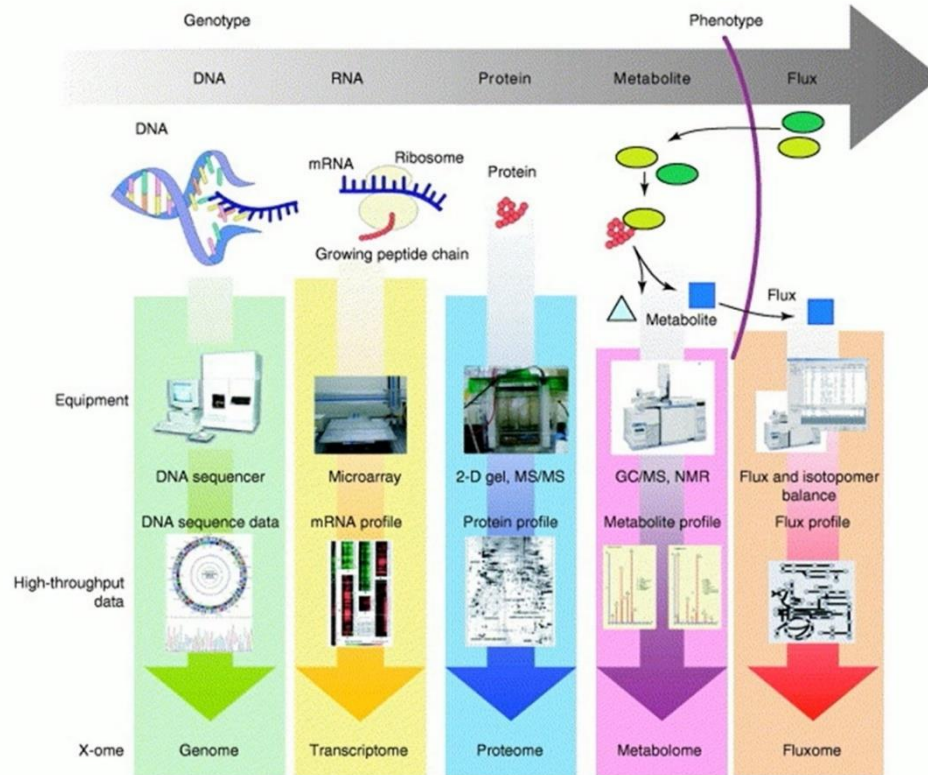 Genotype
Phenotype
DNA
RNA
Protein
Metabolite
Flux
DNA
mRNA
Ribosome
Growing peptide chain
Protein
Metabolite
Flux
Equipment
DNA sequencer
Microarray
2-D gel, MS/MS
GC/MS, NMR
Flux and isotopomer
balance
DNA sequence data
mRNA profile
Protein profile
Metabolite profile
Flux profile
High-throughput
data
X-ome
Genome
Transcriptome
Proteome
Metabolome
Fluxome